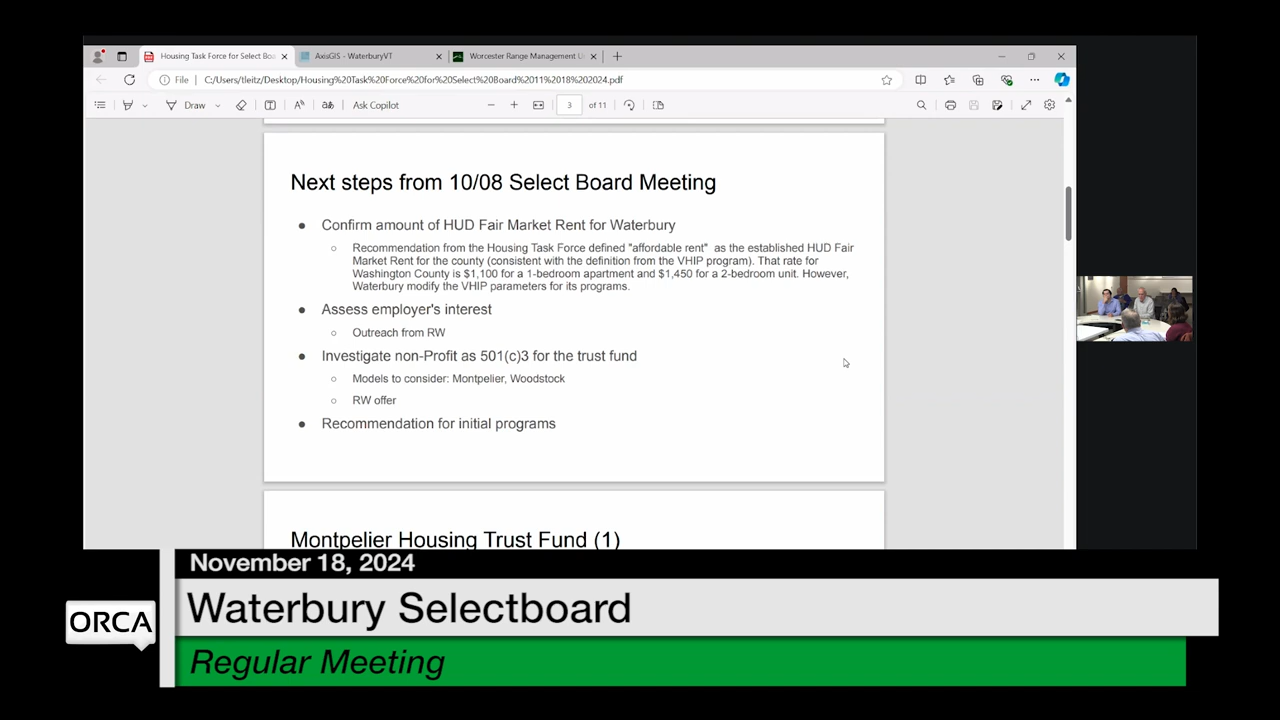 Housing Task Force for Select Boa
AxisGIS - WaterburyVT
Worcester Range Management U
File
C:/Users/tleitz/Desktop/Housing%20Task%20Force%20for%20Select%20Board%2011%2018%202024.pdf
Draw
Ask Copilot
3 of 11
Next steps from 10/08 Select Board Meeting
● Confirm amount of HUD Fair Market Rent for Waterbury
○ Recommendation from the Housing Task Force defined "affordable rent" as the established HUD Fair
Market Rent for the county (consistent with the definition from the VHIP program). That rate for
Washington County is $1,100 for a 1-bedroom apartment and $1,450 for a 2-bedroom unit. However,
Waterbury modify the VHIP parameters for its programs.
● Assess employer's interest
○ Outreach from RW
● Investigate non-Profit as 501(c)3 for the trust fund
○ Models to consider: Montpelier, Woodstock
○ RW offer
● Recommendation for initial programs
Montpelier Housing Trust Fund (1)
November 18, 2024
ORCA
Waterbury Selectboard
Regular Meeting